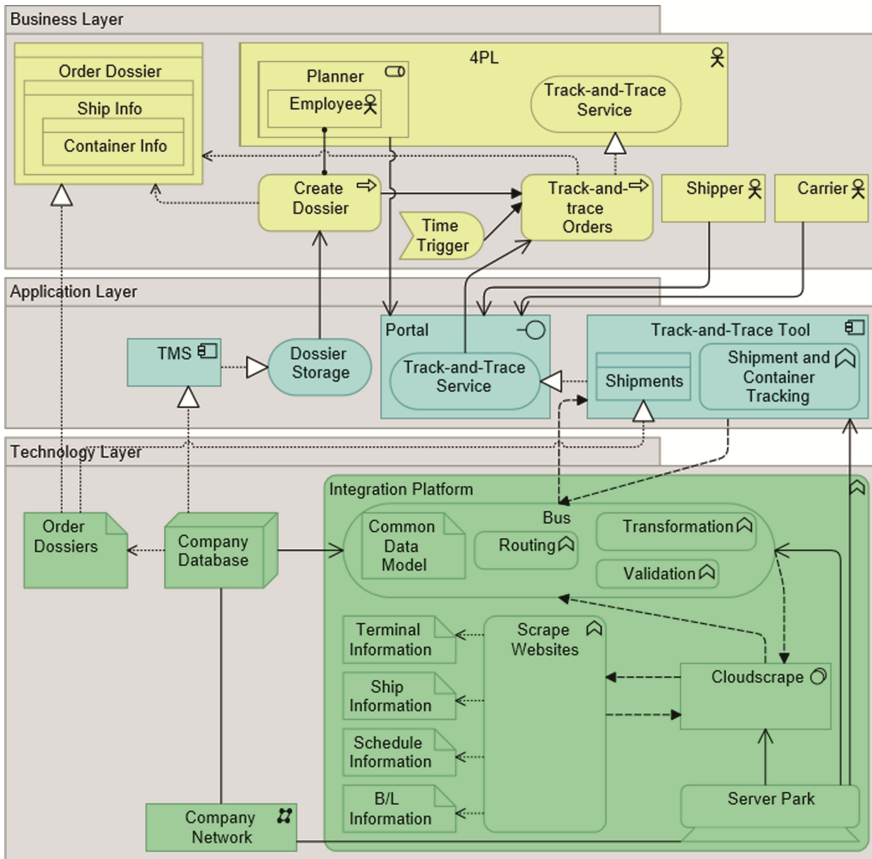 Business Layer
Order Dossier
Ship Info
Container Info
4PL
Planner
Employee
Track-and-Trace
Service
Create
Dossier
Time
Trigger
Track-and-
trace
Orders
Shipper
Carrier
Application Layer
TMS
Dossier
Storage
Portal
Track-and-Trace
Service
Track-and-Trace Tool
Shipments
Shipment and
Container
Tracking
Technology Layer
Order
Dossiers
Company
Database
Integration Platform
Bus
Common
Data
Model
Routing
Transformation
Validation
Terminal
Information
Ship
Information
Schedule
Information
B/L
Information
Scrape
Websites
Cloudscrape
Server Park
Company
Network